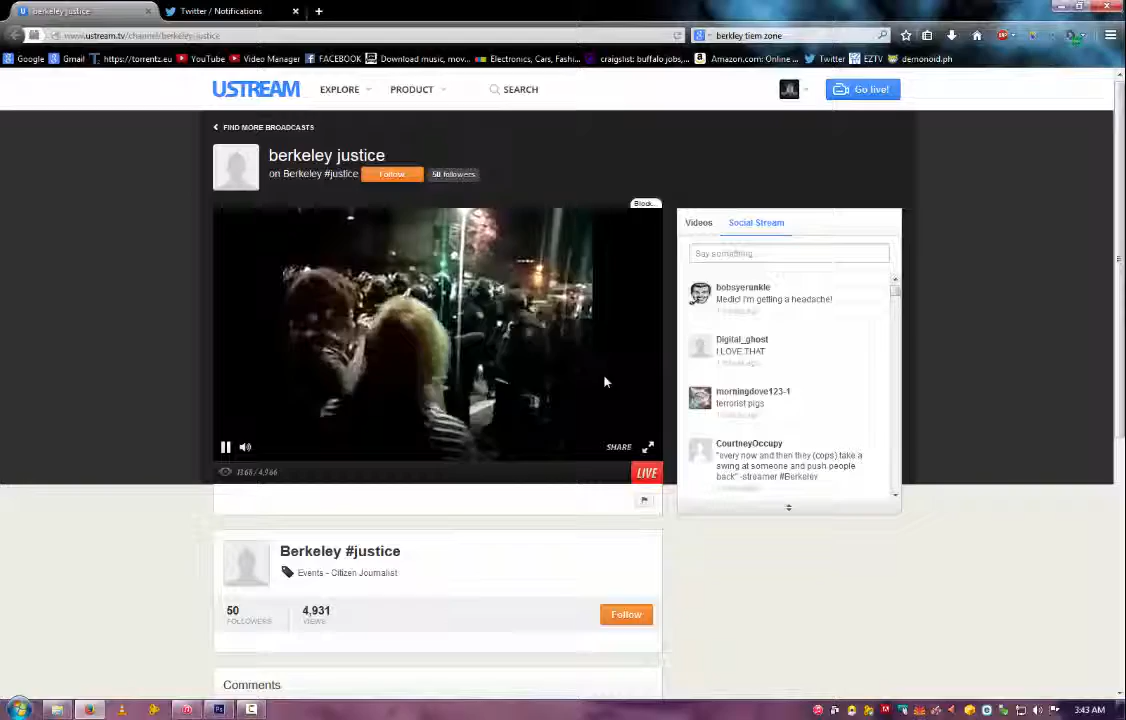 berkeley justice
Twitter / Notifications
www.ustream.tv/channel/berkeley-justice
berkley tiem zone
Google Gmail https://torrentz.eu YouTube Video Manager FACEBOOK Download music, mov... Electronics, Cars, Fashi... craigslist: buffalo jobs,... Amazon.com: Online ... Twitter EZTV demonoid.ph
USTREAM EXPLORE PRODUCT SEARCH Go live!
FIND MORE BROADCASTS
berkeley justice
on Berkeley #justice Follow 50 followers
Block...
SHARE
LIVE
Videos Social Stream
Say something
bobsyerunkle
Medic! I'm getting a headache!
Digital_ghost
I LOVE THAT
morningdove123-1
terrorist pigs
CourtneyOccupy
"every now and then they (cops) take a
swing at someone and push people
back" -streamer #Berkeley
Berkeley #justice
Events - Citizen Journalist
50 4,931
FOLLOWERS VIEWS
Follow
Comments
3:43 AM